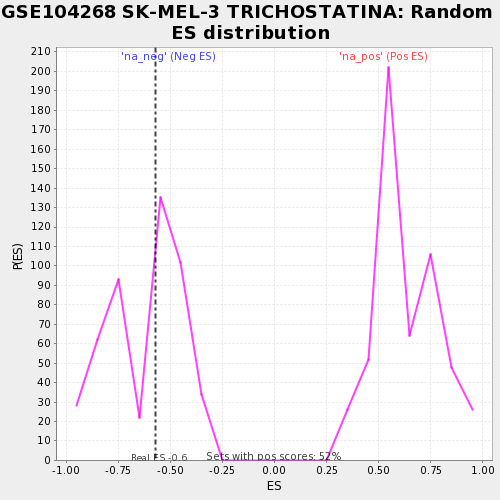 GSE104268 SK-MEL-3 TRICHOSTATINA: Random
ES distribution
'na_neg' (Neg ES)
'na_pos' (Pos ES)
210
200
190
180
170
160
150
140
130
120
110
100
90
80
70
60
50
40
30
20
10
0
P(ES)
Real ES -0.6
Sets with pos scores: 52%
-1.00 -0.75 -0.50 -0.25 0.00 0.25 0.50 0.75 1.00
ES